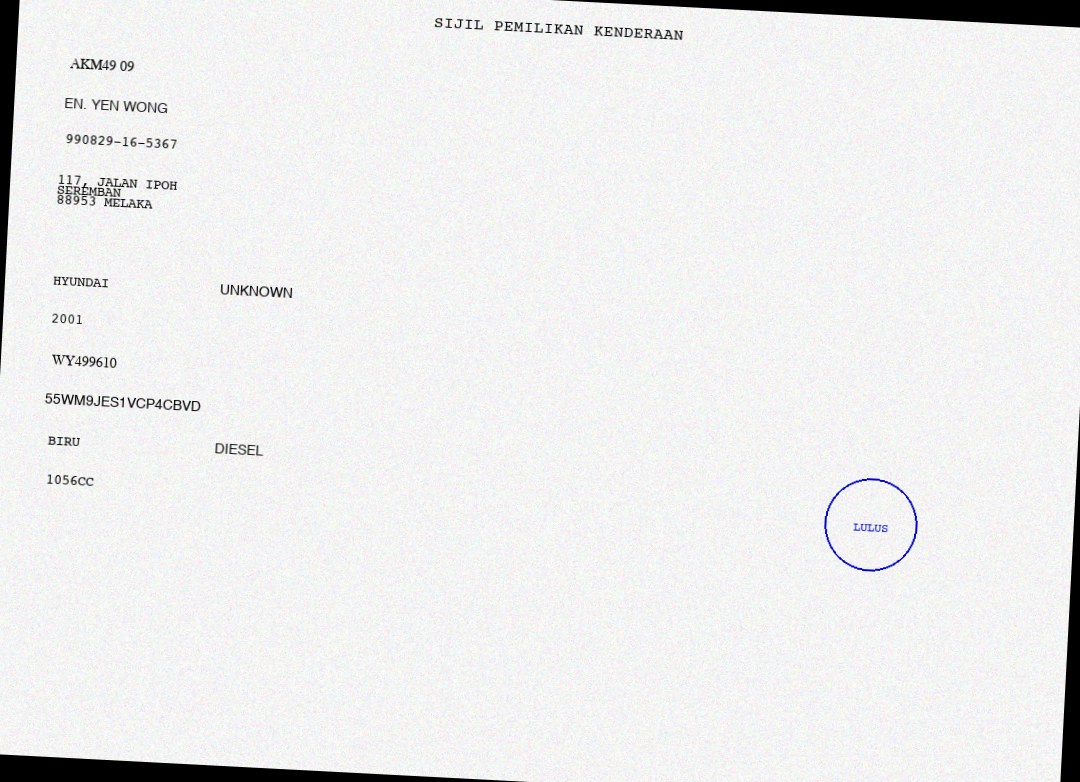 SIJIL PEMILIKAN KENDERAAN
AKM49 09
EN. YEN WONG
990829-16-5367
117, JALAN IPOH
SEREMBAN
88953 MELAKA
HYUNDAI UNKNOWN
2001
WY499610
55WM9JES1VCP4CBVD
BIRU DIESEL
1056CC
LULUS